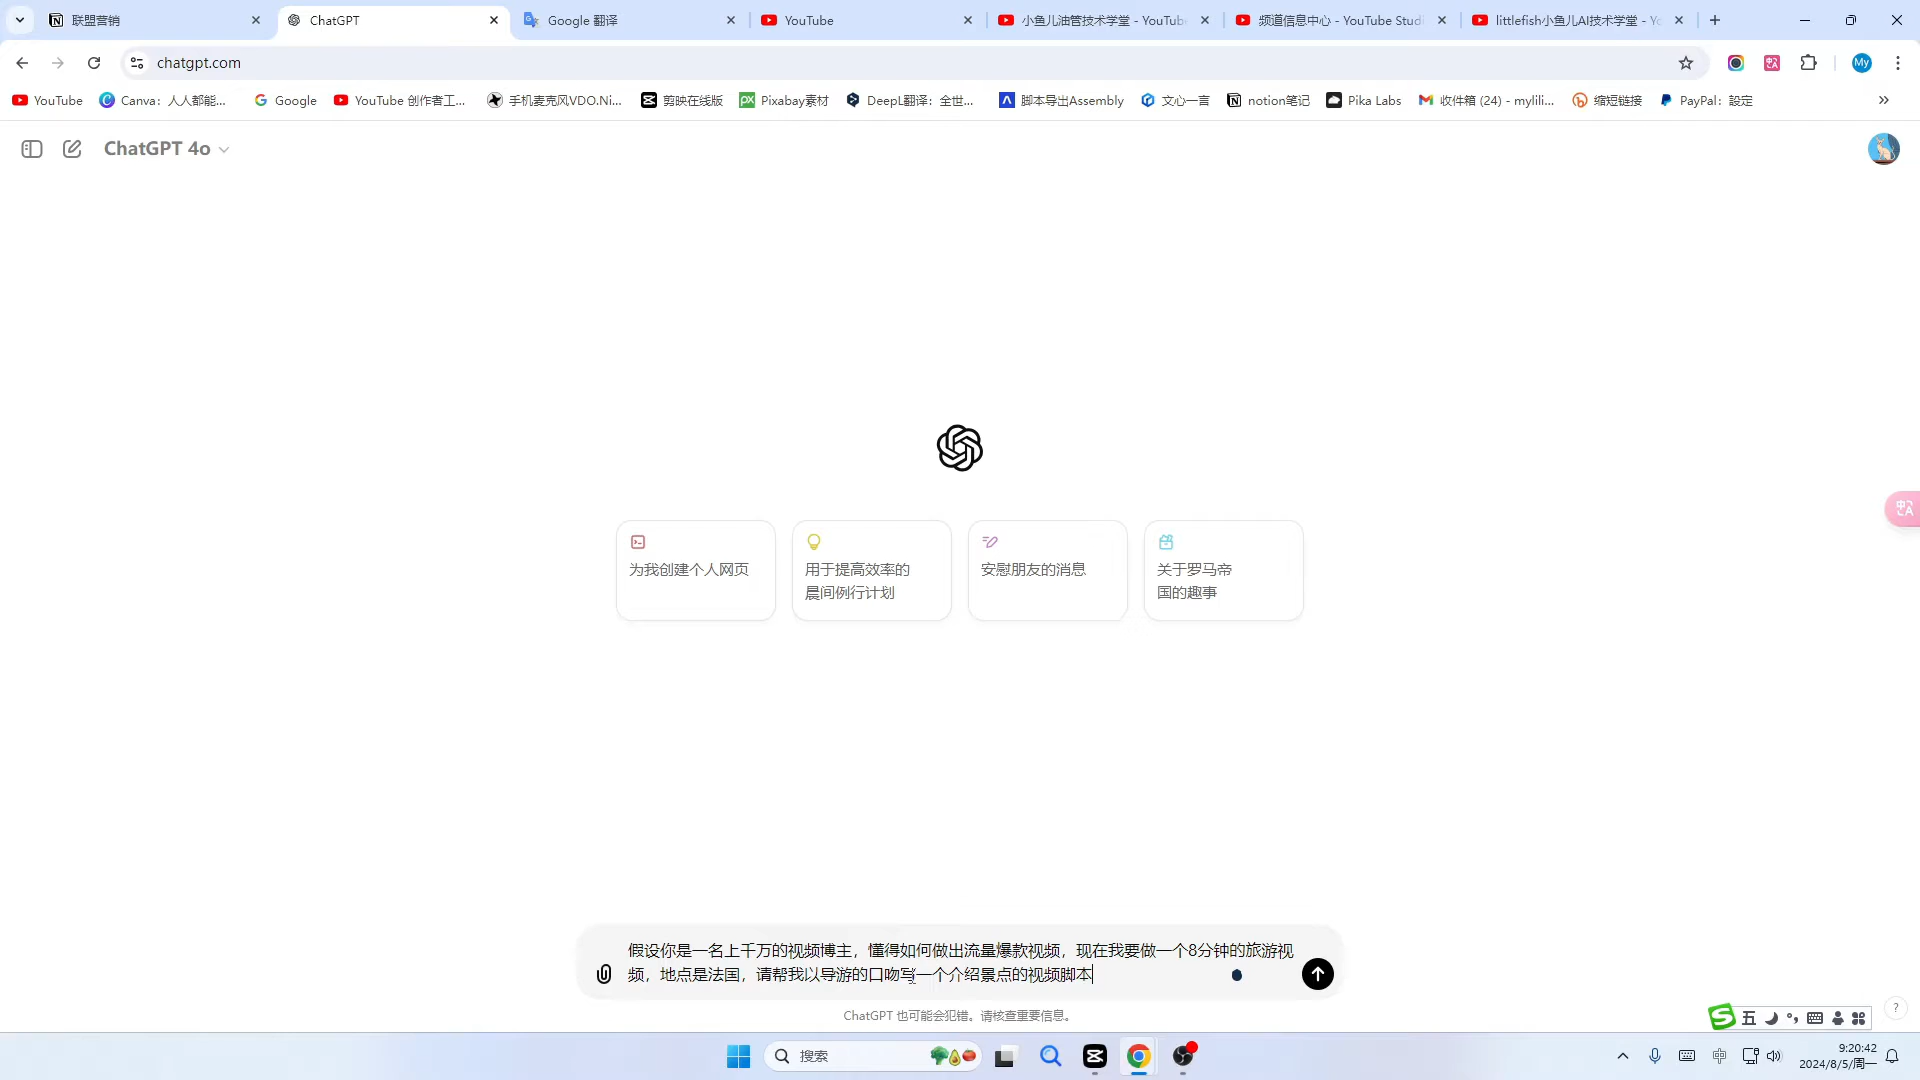 联盟营销
ChatGPT
Google 翻译
YouTube
小鱼儿油管技术学堂 - YouTube
频道信息中心 - YouTube Studi
littlefish小鱼儿AI技术学堂 - Yo
chatgpt.com
My
YouTube
Canva：人人都能...
Google
YouTube 创作者工...
手机麦克风VDO.Ni...
剪映在线版
Pixabay素材
DeepL翻译：全世...
脚本导出Assembly
文心一言
notion笔记
Pika Labs
收件箱 (24) - mylili...
缩短链接
PayPal：設定
ChatGPT 4o
为我创建个人网页
用于提高效率的
晨间例行计划
安慰朋友的消息
关于罗马帝
国的趣事
假设你是一名上千万的视频博主，懂得如何做出流量爆款视频，现在我要做一个8分钟的旅游视
频，地点是法国，请帮我以导游的口吻写一个介绍景点的视频脚本
ChatGPT 也可能会犯错。请核查重要信息。
五
搜索
中
9:20:42
2024/8/5/周一